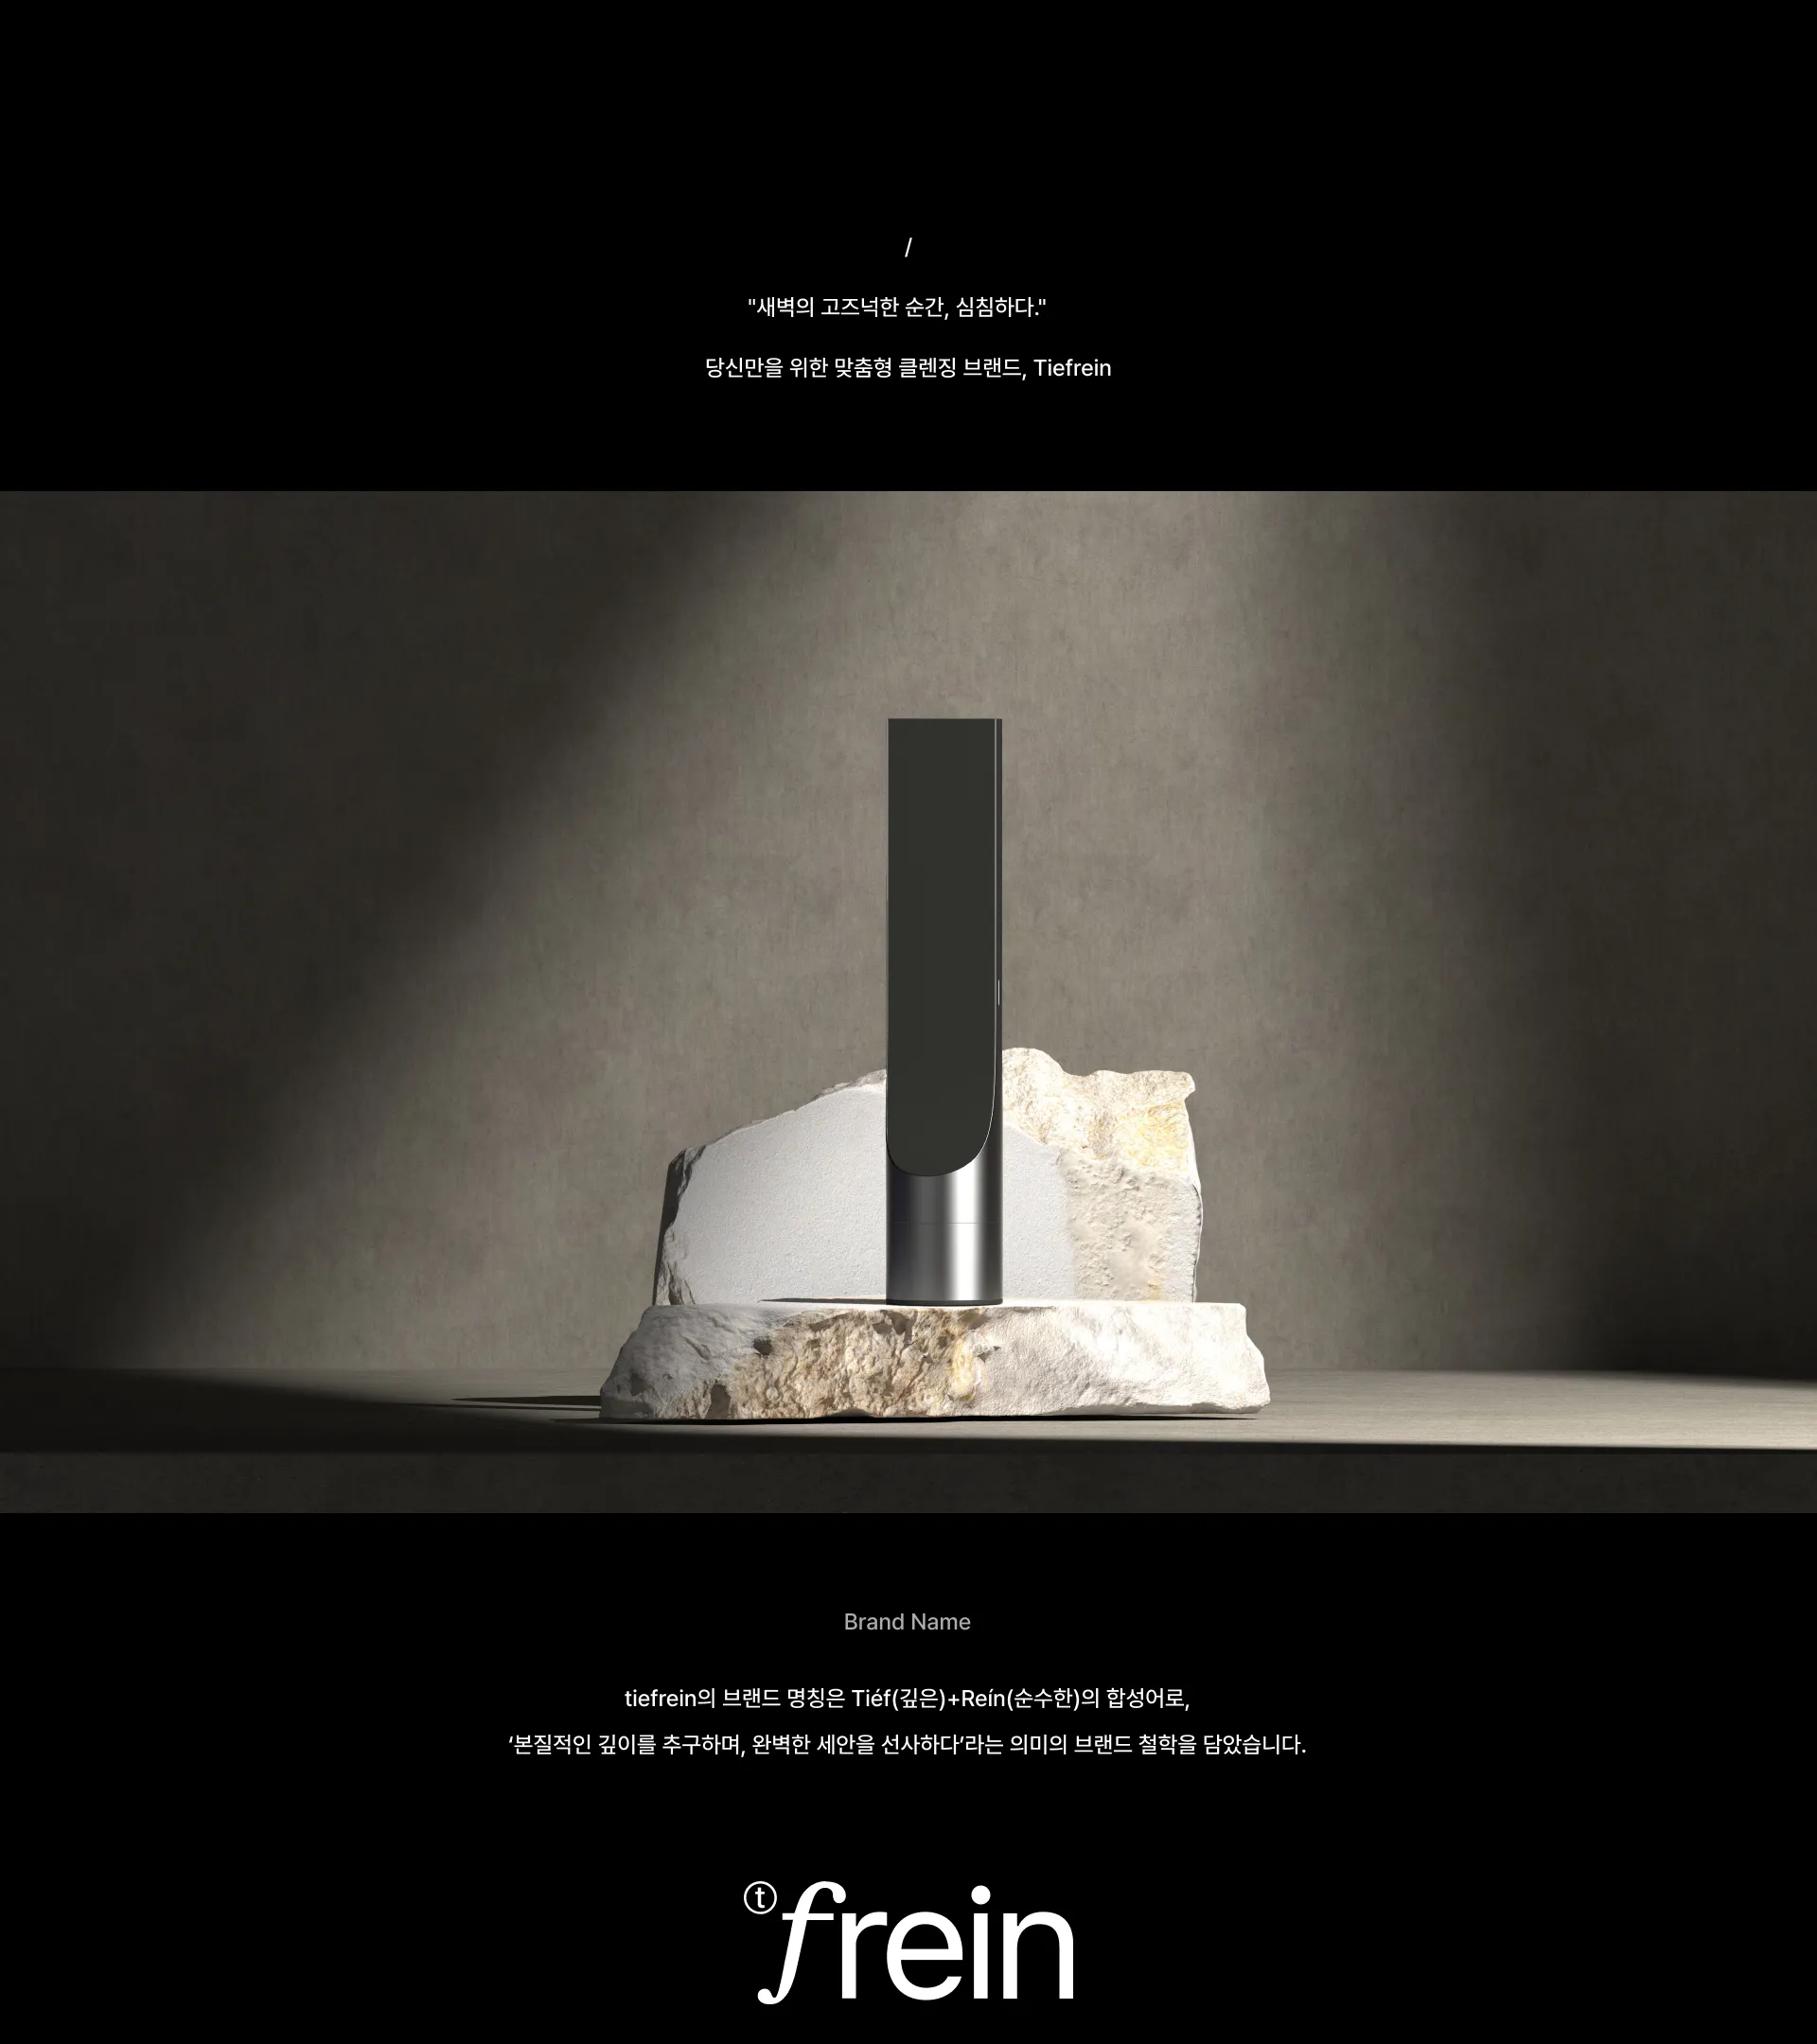 /
"새벽의 고즈넉한 순간, 심침하다."
당신만을 위한 맞춤형 클렌징 브랜드, Tiefrein
Brand Name
tiefrein의 브랜드 명칭은 Tiéf(깊은)+Reín(순수한)의 합성어로,
‘본질적인 깊이를 추구하며, 완벽한 세안을 선사하다’라는 의미의 브랜드 철학을 담았습니다.
ⓣfrein